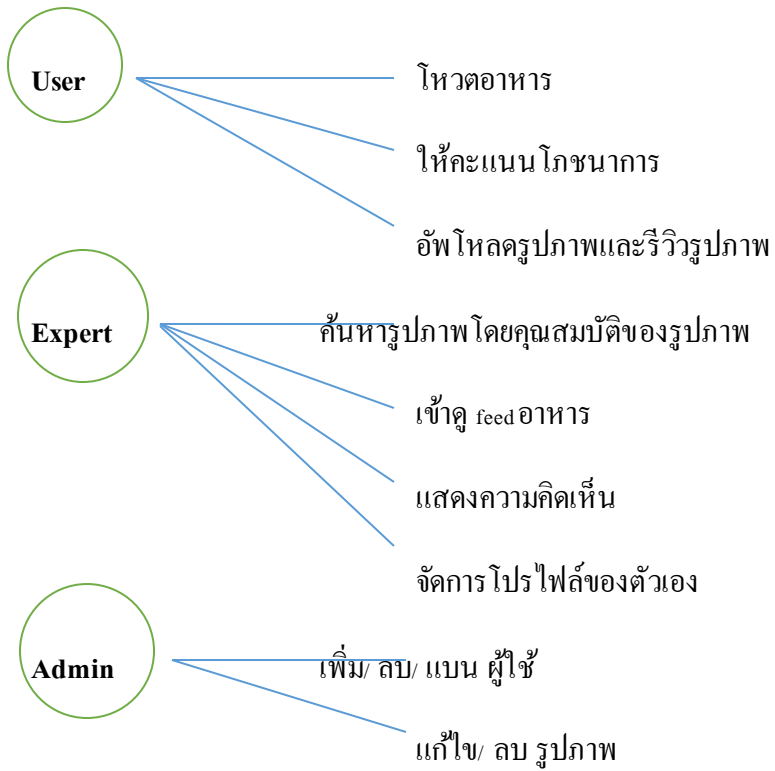 User
โหวตอาหาร
ให้คะแนนโภชนาการ
อัพโหลดรูปภาพและรีวิวรูปภาพ
Expert ค้นหารูปภาพโดยคุณสมบัติของรูปภาพ
เข้าดู feed อาหาร
แสดงความคิดเห็น
จัดการโปรไฟล์ของตัวเอง
Admin เพิ่ม/ ลบ/ แบน ผู้ใช้
แก้ไข/ ลบ รูปภาพ